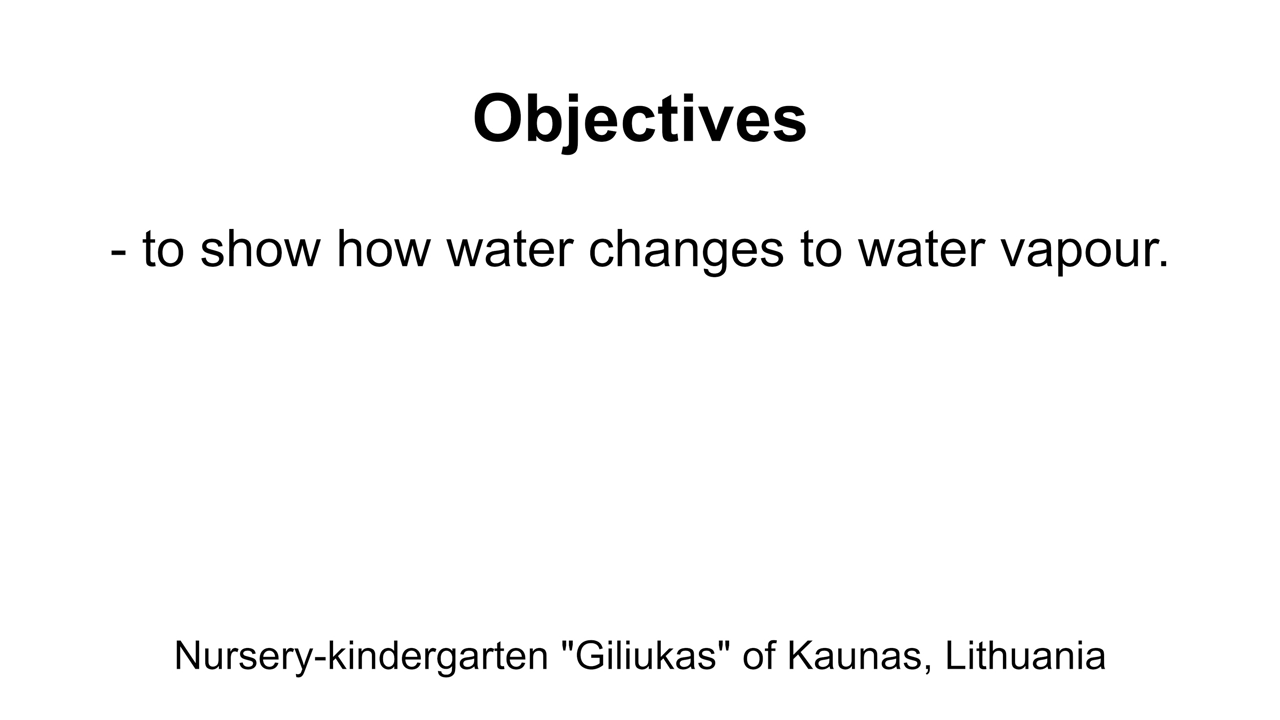 Objectives
- to show how water changes to water vapour.
Nursery-kindergarten "Giliukas" of Kaunas, Lithuania